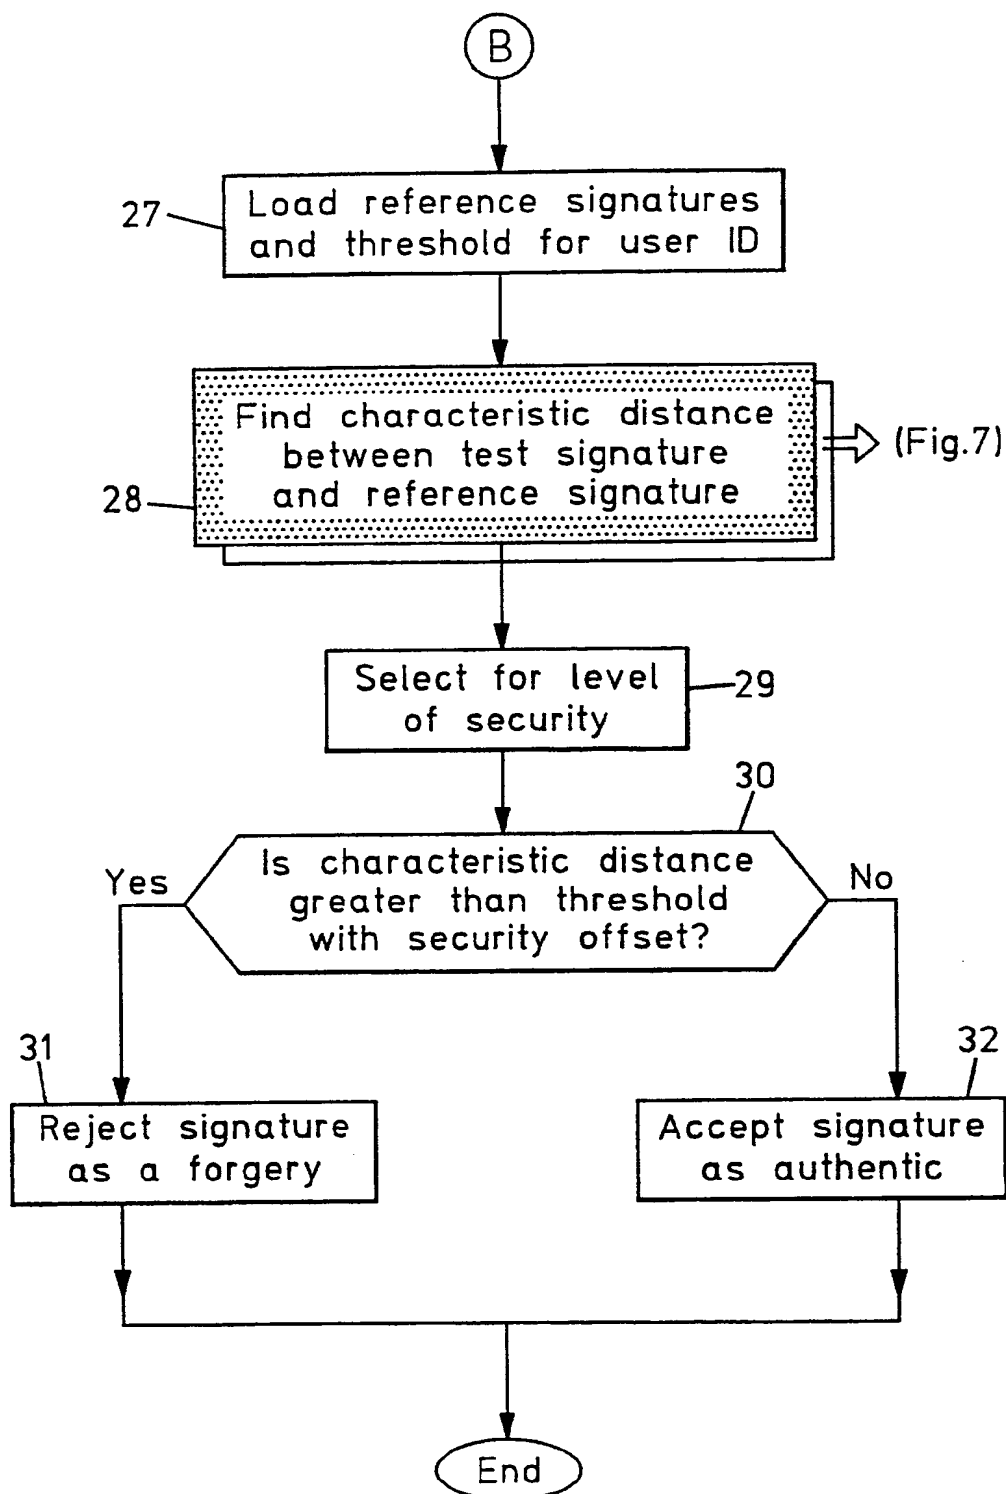 B
27
Load reference signatures
and threshold for user ID
Find characteristic distance
between test signature
and reference signature
(Fig.7)
28
Select for level
of security
29
30
Is characteristic distance
greater than threshold
with security offset?
Yes
No
31
Reject signature
as a forgery
32
Accept signature
as authentic
End